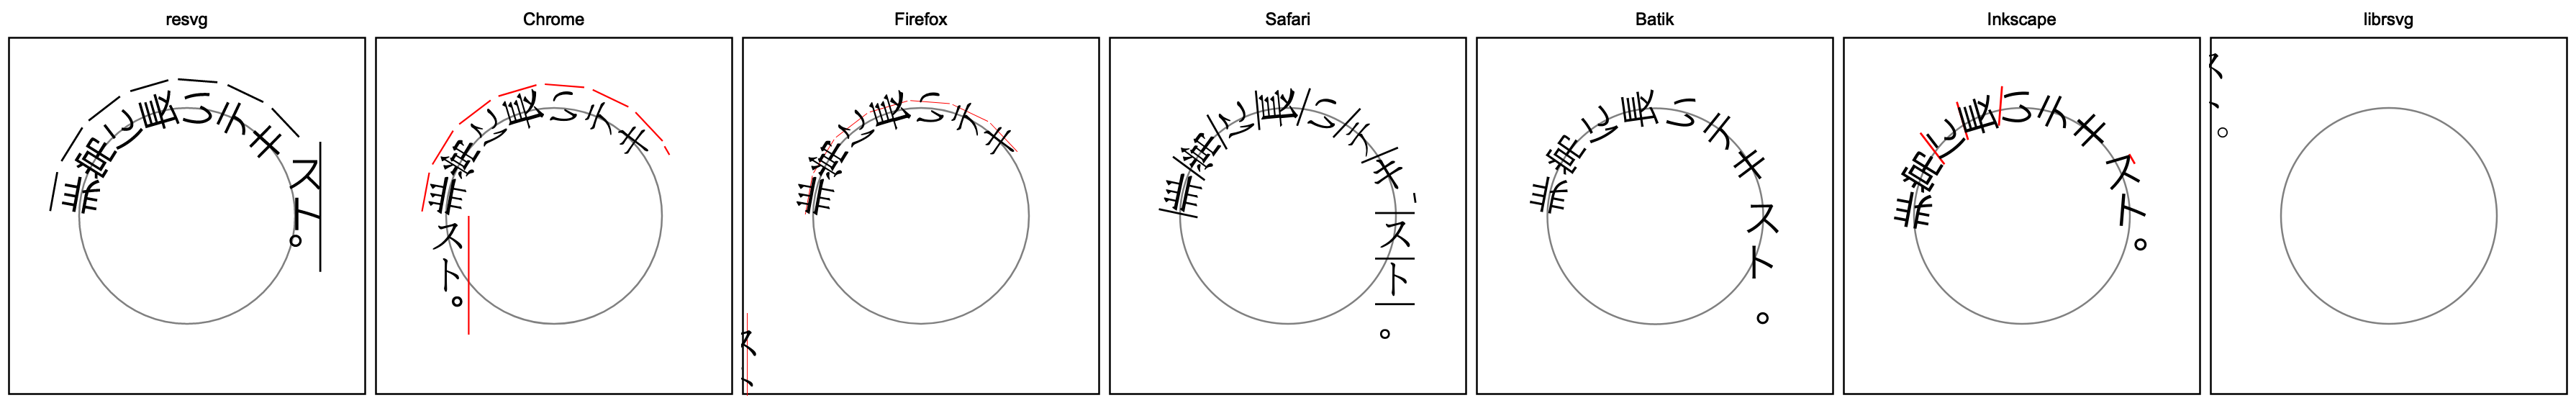 resvg
Chrome
Firefox
Safari
Batik
Inkscape
librsvg
非常に長いテキスト。
非常に長いテキ
スト。
非常に長いテキ
スト
非常に長いテキ
スト。
非常に長いテキスト。
非常に長いテキスト。